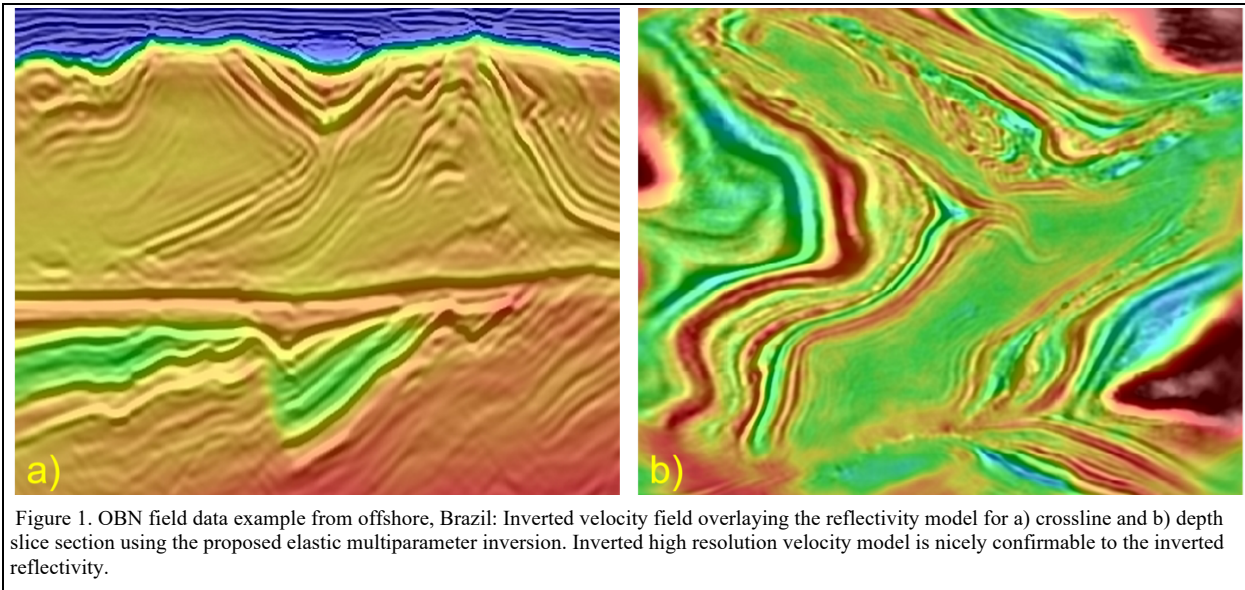 a)
b)
Figure 1. OBN field data example from offshore, Brazil: Inverted velocity field overlaying the reflectivity model for a) crossline and b) depth
slice section using the proposed elastic multiparameter inversion. Inverted high resolution velocity model is nicely confirmable to the inverted
reflectivity.